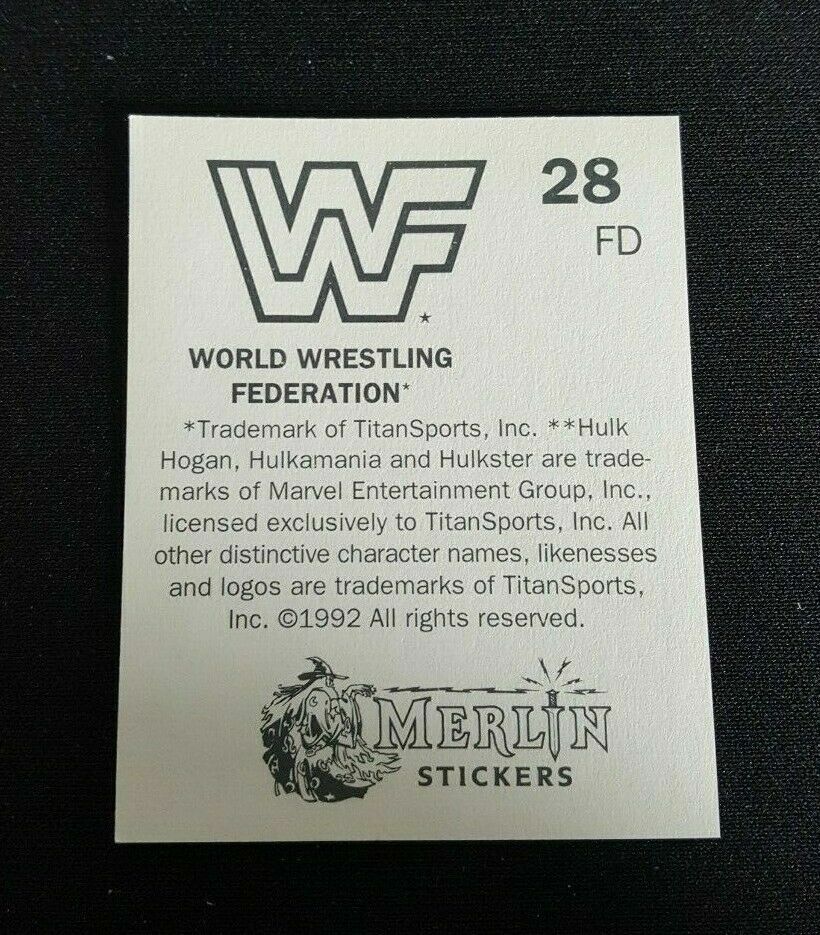 WF
28
FD
WORLD WRESTLING
FEDERATION*
*Trademark of TitanSports, Inc. **Hulk
Hogan, Hulkamania and Hulkster are trade-
marks of Marvel Entertainment Group, Inc.,
licensed exclusively to TitanSports, Inc. All
other distinctive character names, likenesses
and logos are trademarks of TitanSports,
Inc. ©1992 All rights reserved.
MERLIN
STICKERS